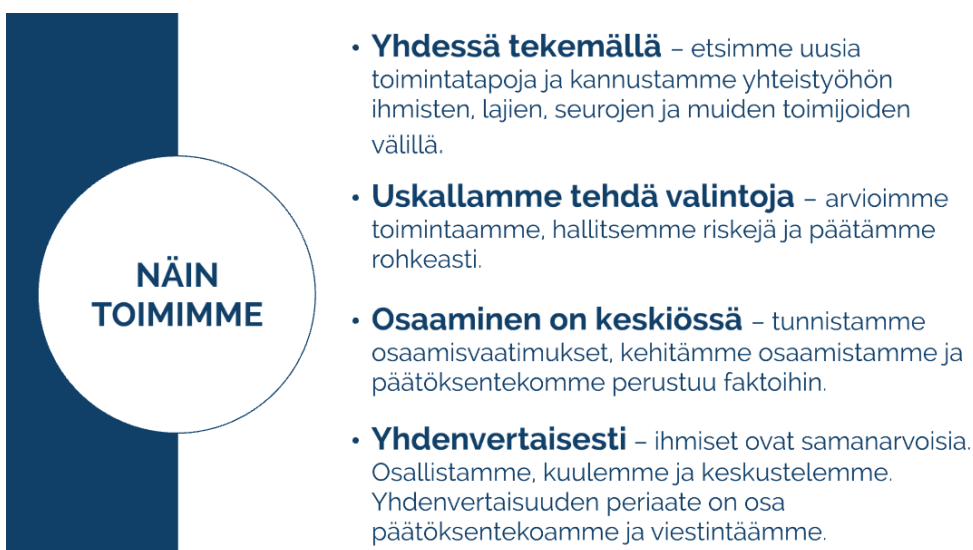 NÄIN
TOIMIMME
• Yhdessä tekemällä – etsimme uusia
toimintatapoja ja kannustamme yhteistyöhön
ihmisten, lajien, seurojen ja muiden toimijoiden
välillä.
• Uskallamme tehdä valintoja – arvioimme
toimintaamme, hallitsemme riskejä ja päätämme
rohkeasti.
• Osaaminen on keskiössä – tunnistamme
osaamisvaatimukset, kehitämme osaamistamme ja
päätöksentekomme perustuu faktoihin.
• Yhdenvertaisesti – ihmiset ovat samanarvoisia.
Osallistamme, kuulemme ja keskustelemme.
Yhdenvertaisuuden periaate on osa
päätöksentekoamme ja viestintäämme.